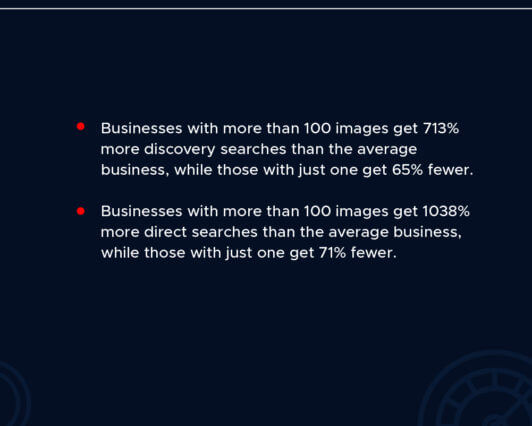 Businesses with more than 100 images get 713%
more discovery searches than the average
business, while those with just one get 65% fewer.
Businesses with more than 100 images get 1038%
more direct searches than the average business,
while those with just one get 71% fewer.